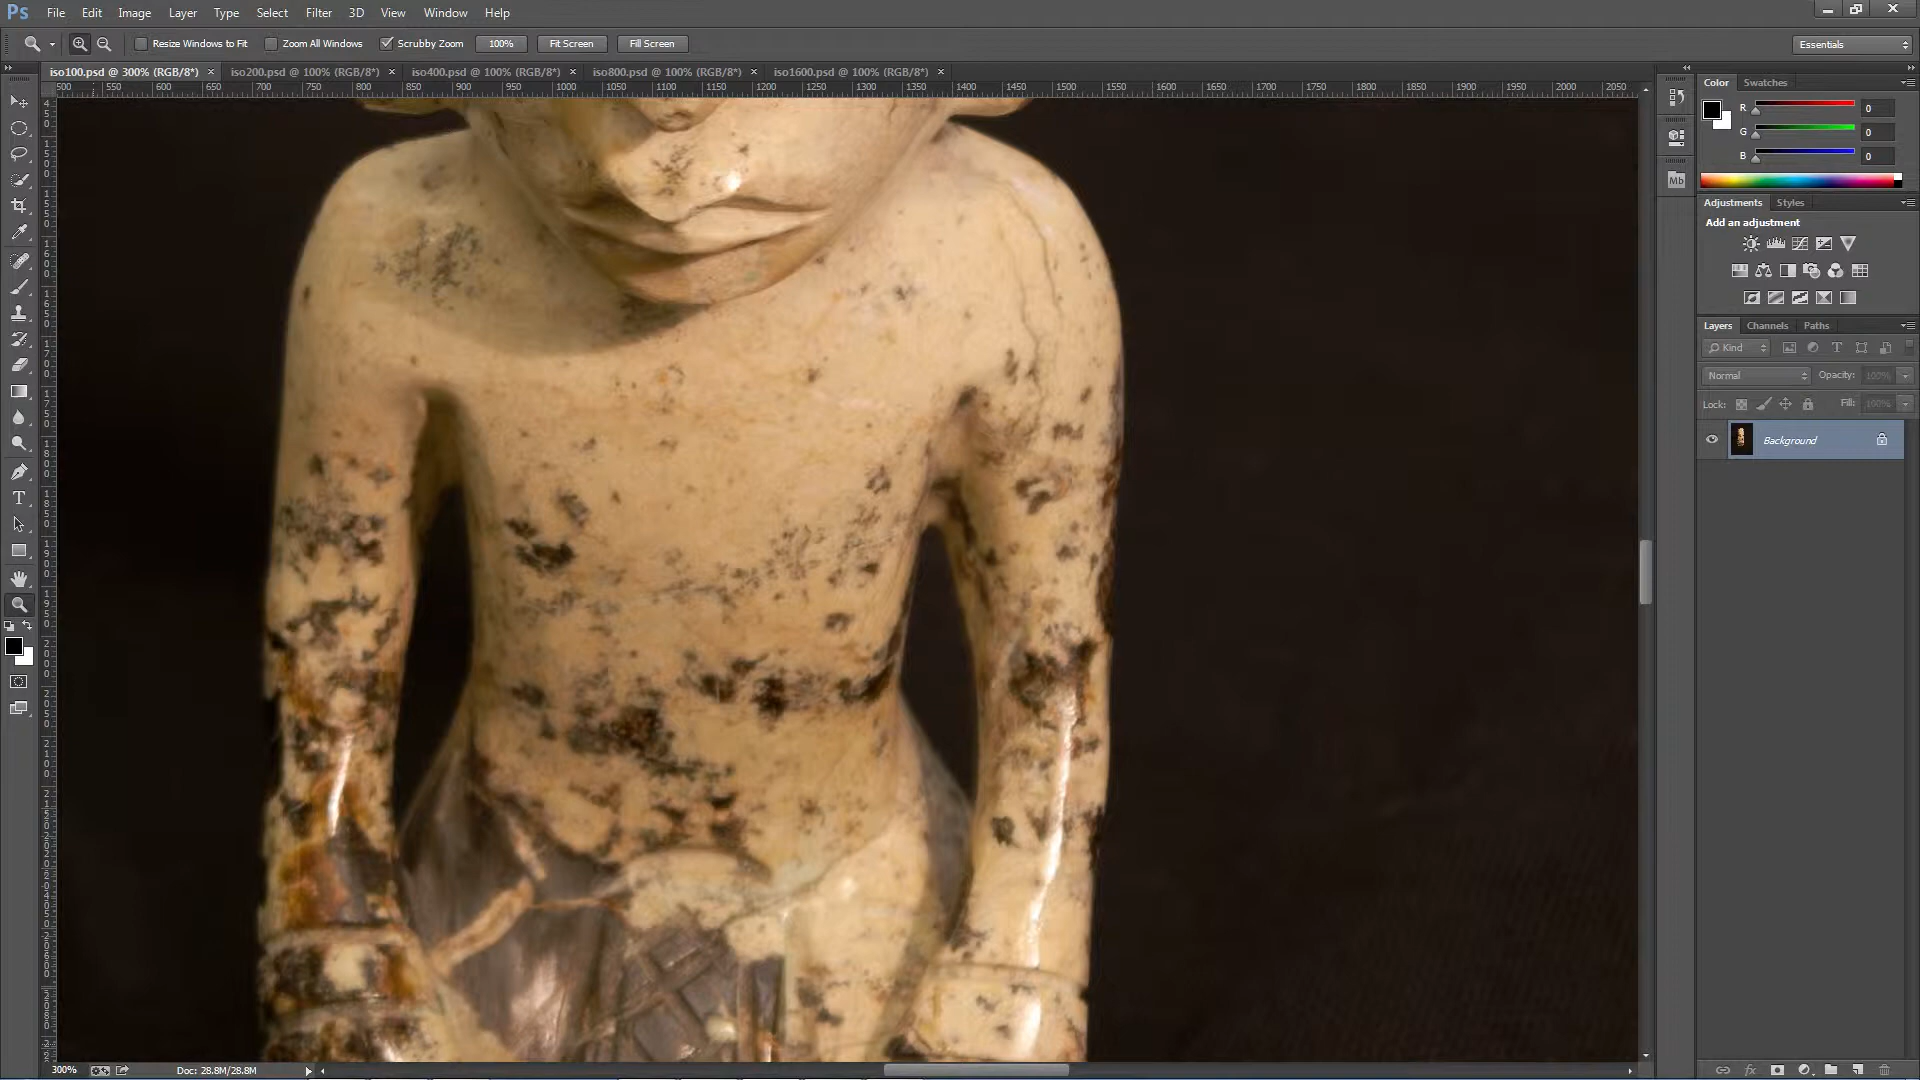 Ps File Edit Image Layer Type Select Filter 3D View Window Help
Resize Windows to Fit Zoom All Windows Scrubby Zoom 100% Fit Screen Fill Screen Essentials
iso100.psd @ 300% (RGB/8*) × iso200.psd @ 100% (RGB/8*) × iso400.psd @ 100% (RGB/8*) × iso800.psd @ 100% (RGB/8*) × iso1600.psd @ 100% (RGB/8*) ×
500 550 600 650 700 750 800 850 900 950 1000 1050 1100 1150 1200 1250 1300 1350 1400 1450 1500 1550 1600 1650 1700 1750 1800 1850 1900 1950 2000 2050
Color Swatches
R 0
G 0
B 0
Mb
Adjustments Styles
Add an adjustment
Layers Channels Paths
Kind
Normal Opacity: 100%
Lock: Fill: 100%
Background
T
300% Doc: 28.8M/28.8M
fx